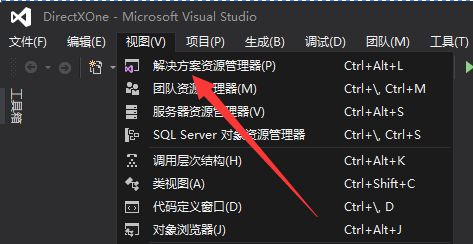 DirectXOne - Microsoft Visual Studio
文件(F) 编辑(E) 视图(V) 项目(P) 生成(B) 调试(D) 团队(M) 工具(T)
解决方案资源管理器(P) Ctrl+Alt+L
团队资源管理器(M) Ctrl+\, Ctrl+M
服务器资源管理器(V) Ctrl+Alt+S
SQL Server 对象资源管理器 Ctrl+\, Ctrl+S
调用层次结构(H) Ctrl+Alt+K
类视图(A) Ctrl+Shift+C
代码定义窗口(D) Ctrl+\, D
对象浏览器(J) Ctrl+Alt+J
工具箱